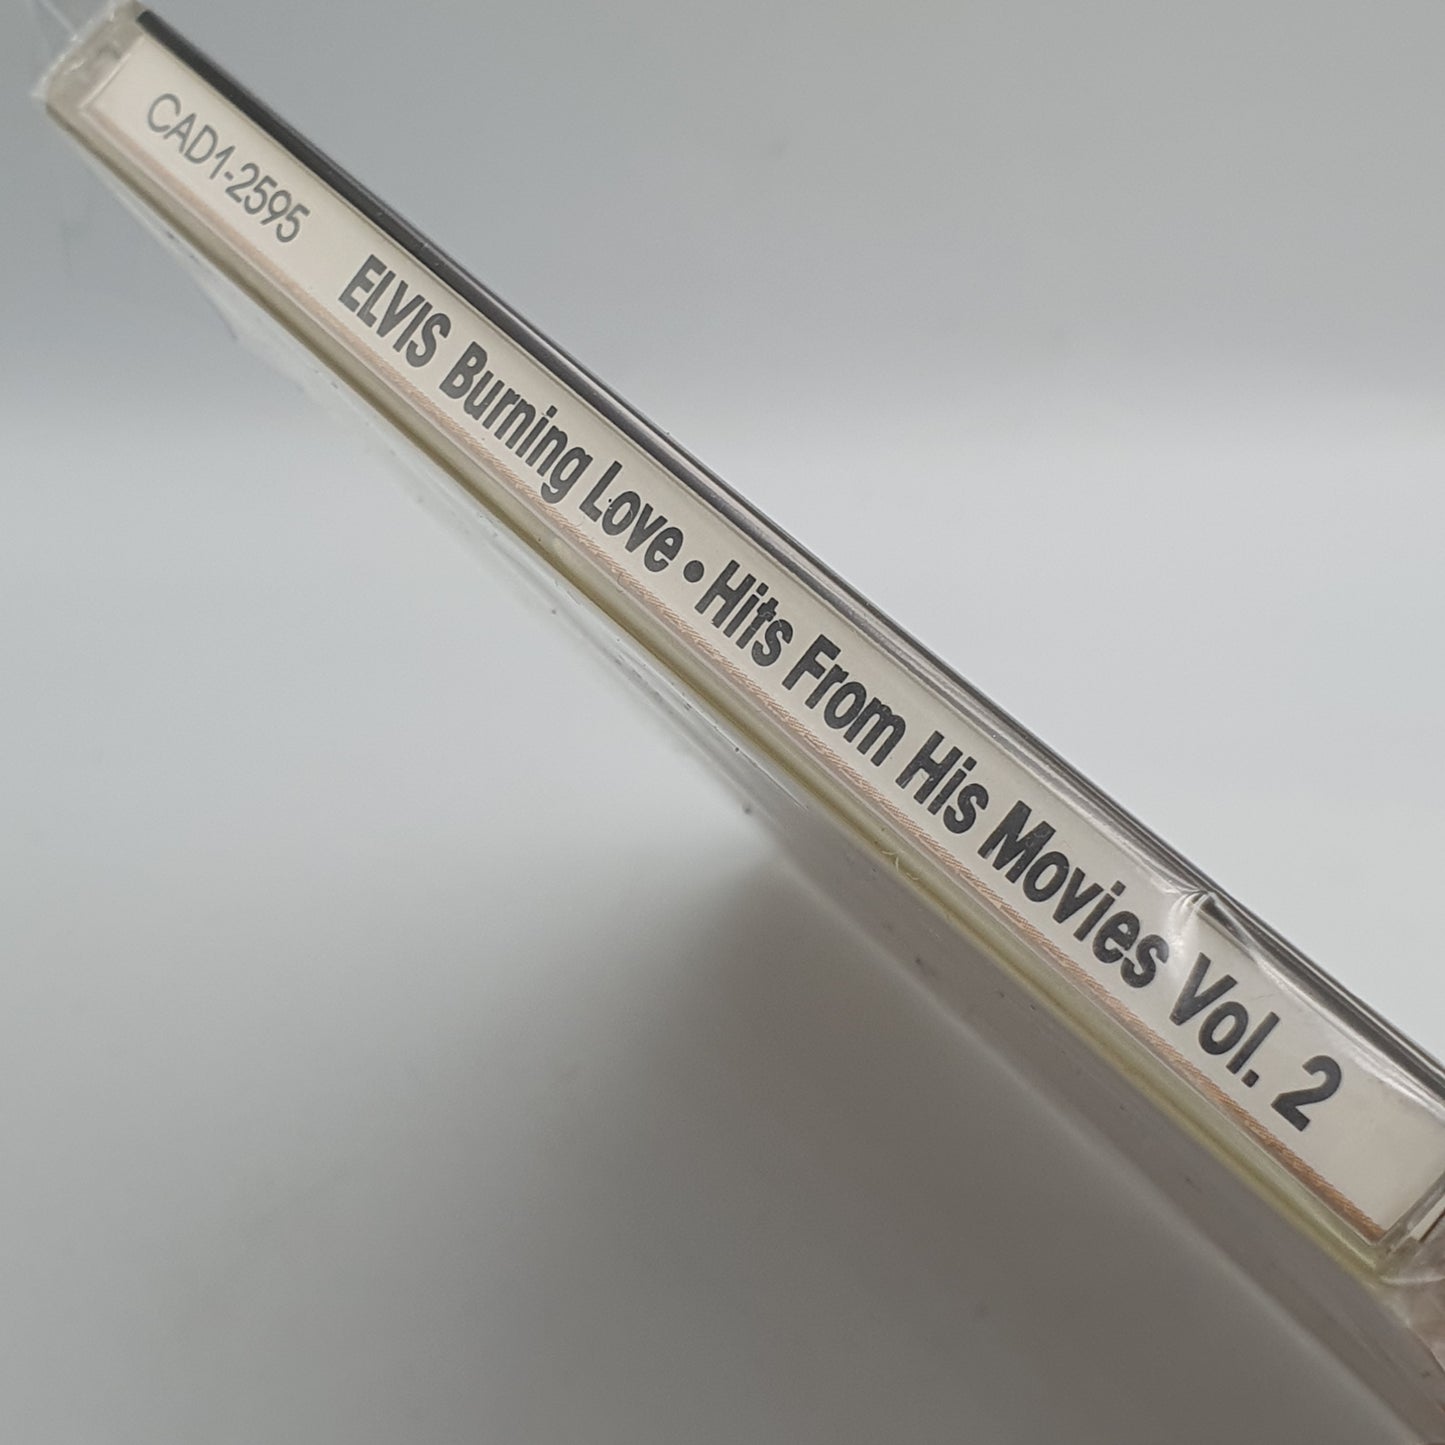 CAD1-2595 ELVIS Burning Love • Hits From His Movies Vol. 2